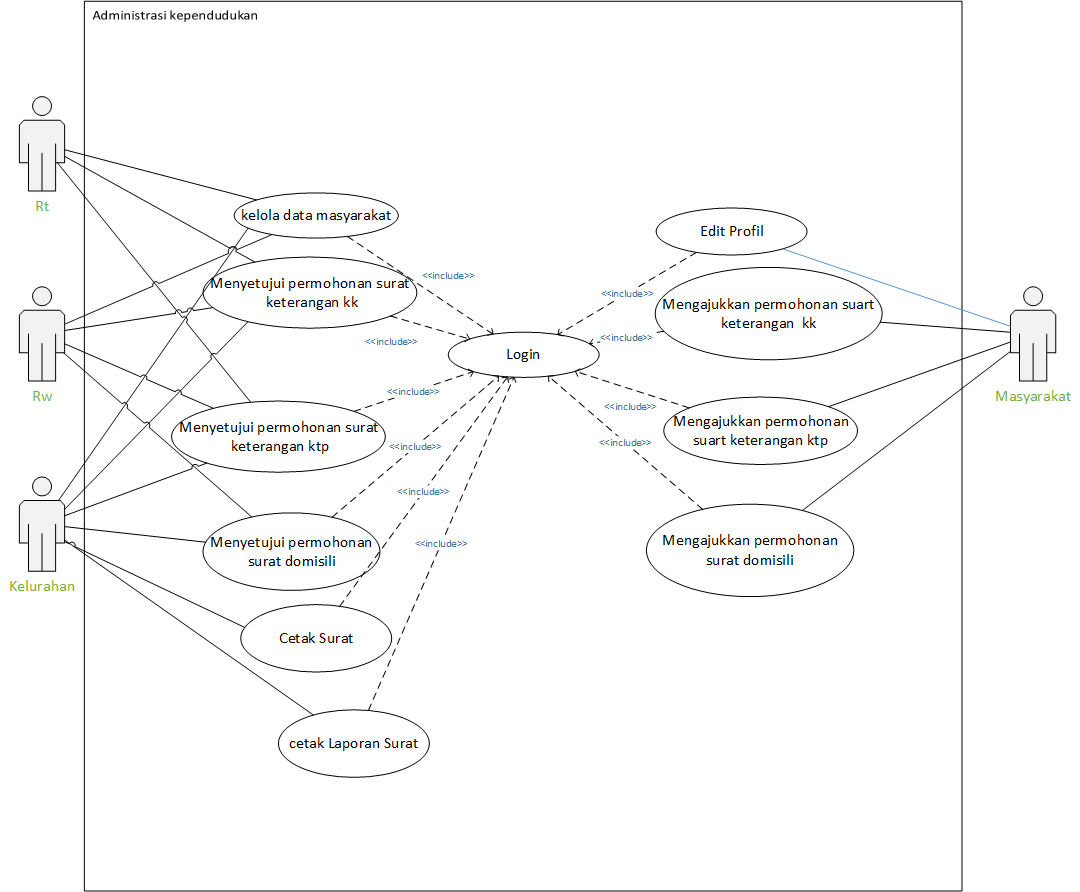 Administrasi kependudukan
Rt
Rw
Kelurahan
kelola data masyarakat
Menyetujui permohonan surat
keterangan kk
Menyetujui permohonan surat
keterangan ktp
Menyetujui permohonan
surat domisili
Cetak Surat
cetak Laporan Surat
<<include>>
<<include>>
<<include>>
<<include>>
<<include>>
<<include>>
Login
<<include>>
<<include>>
<<include>>
<<include>>
Edit Profil
Mengajukkan permohonan suart
keterangan kk
Mengajukkan permohonan
suart keterangan ktp
Mengajukkan permohonan
surat domisili
Masyarakat